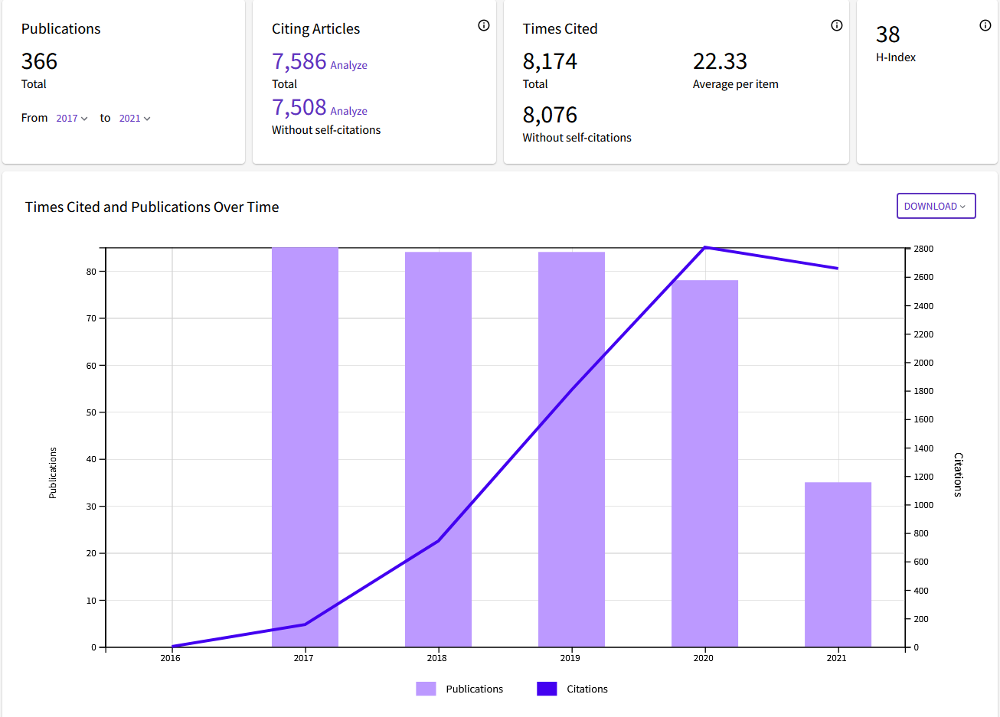 Publications
366
Total
From 2017 to 2021
Citing Articles
7,586 Analyze
Total
7,508 Analyze
Without self-citations
Times Cited
8,174
Total
8,076
Without self-citations
22.33
Average per item
38
H-Index
Times Cited and Publications Over Time
DOWNLOAD
Publications
80
70
60
50
40
30
20
10
0
2800
2600
2400
2200
2000
1800
1600
1400
1200
1000
800
600
400
200
0
Citations
2016 2017 2018 2019 2020 2021
Publications Citations